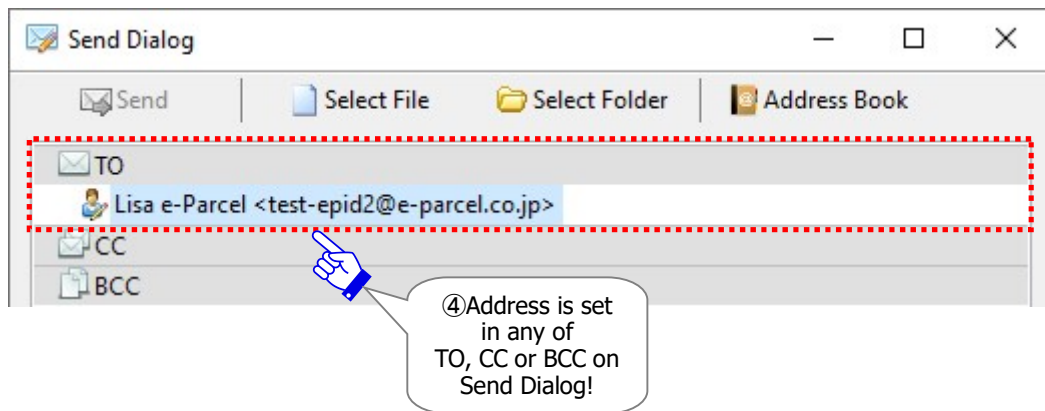 Send Dialog
Send Select File Select Folder Address Book
TO
Lisa e-Parcel <test-epid2@e-parcel.co.jp>
CC
BCC
④Address is set
in any of
TO, CC or BCC on
Send Dialog!